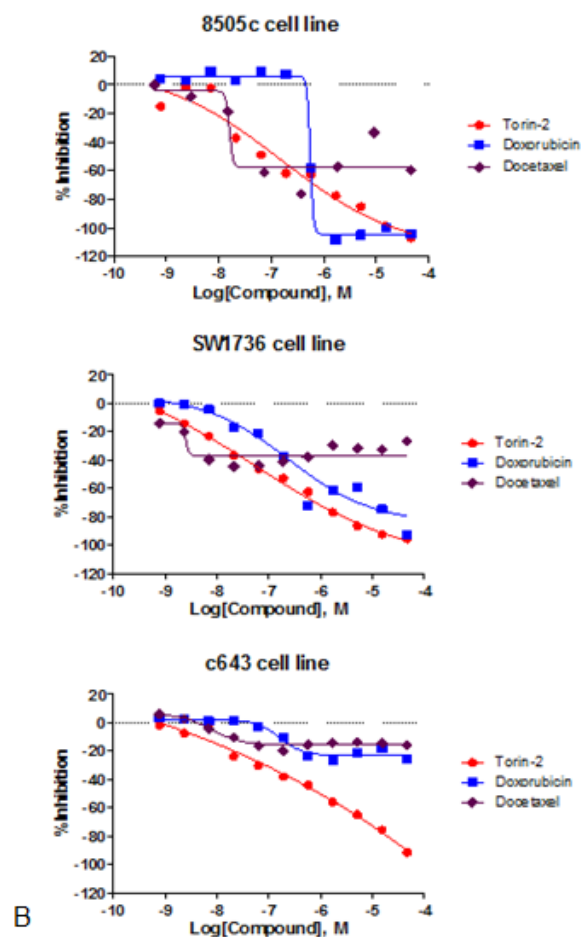 8505c cell line
20
0
-20
-40
-60
-80
-100
-120
%Inhibition
-10 -9 -8 -7 -6 -5 -4
Log[Compound], M
Torin-2
Doxorubicin
Docetaxel
SW1736 cell line
20
0
-20
-40
-60
-80
-100
-120
%Inhibition
-10 -9 -8 -7 -6 -5 -4
Log[Compound], M
Torin-2
Doxorubicin
Docetaxel
c643 cell line
20
0
-20
-40
-60
-80
-100
-120
%Inhibition
-10 -9 -8 -7 -6 -5 -4
Log[Compound], M
Torin-2
Doxorubicin
Docetaxel
B